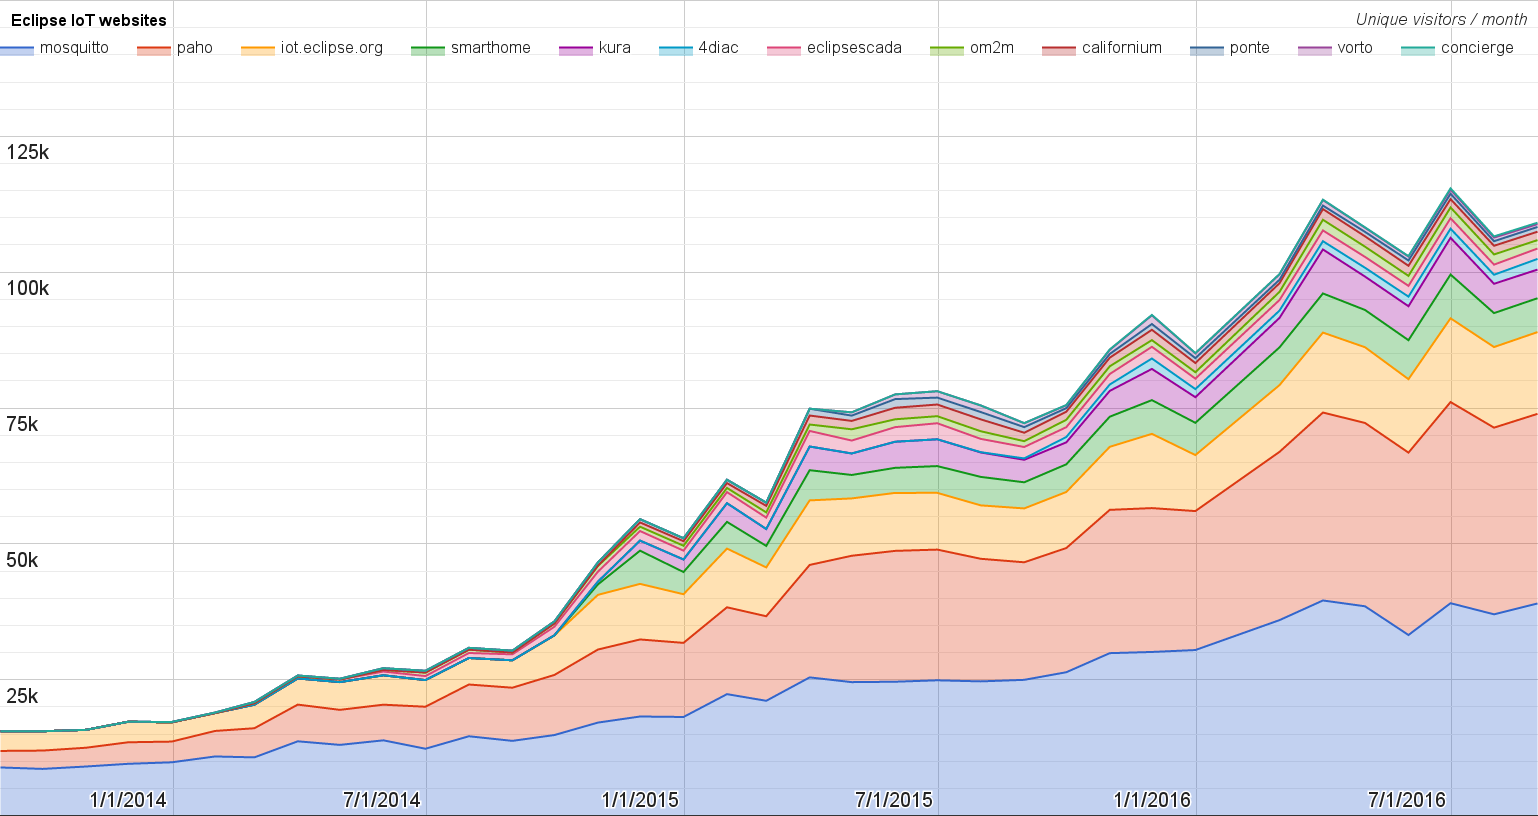 Eclipse IoT websites
Unique visitors / month
mosquitto paho iot.eclipse.org smarthome kura 4diac eclipsescada om2m californium ponte vorto concierge
125k
100k
75k
50k
25k
1/1/2014 7/1/2014 1/1/2015 7/1/2015 1/1/2016 7/1/2016